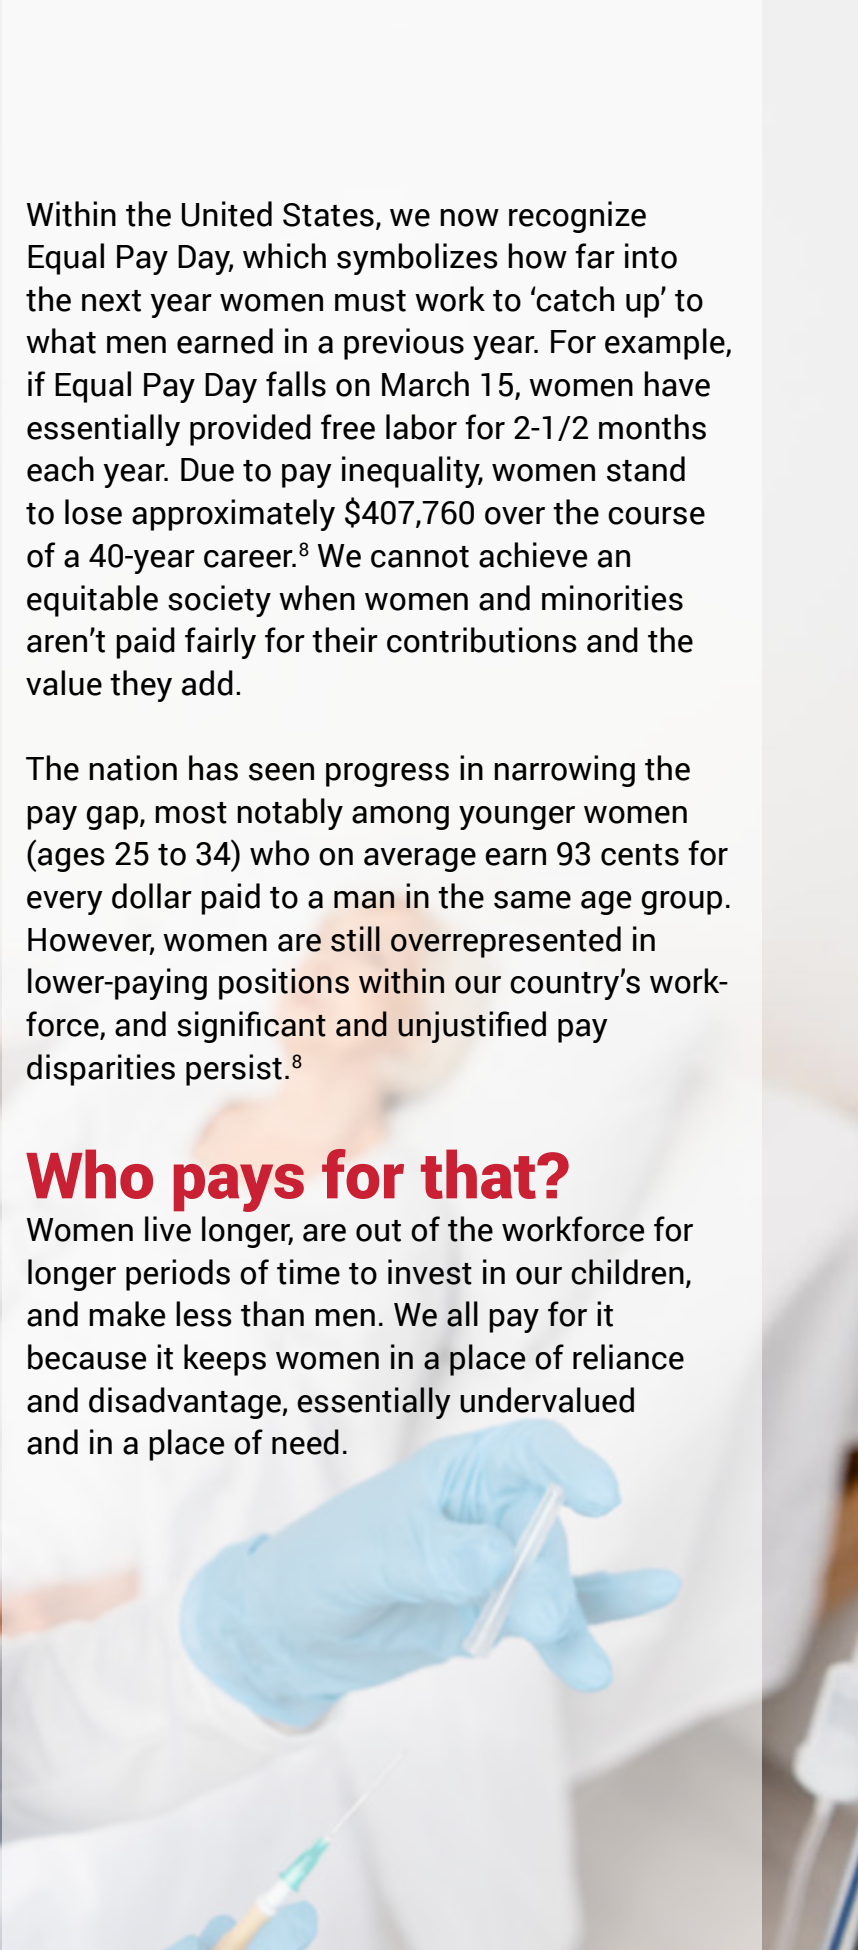 Within the United States, we now recognize
Equal Pay Day, which symbolizes how far into
the next year women must work to ‘catch up’ to
what men earned in a previous year. For example,
if Equal Pay Day falls on March 15, women have
essentially provided free labor for 2-1/2 months
each year. Due to pay inequality, women stand
to lose approximately $407,760 over the course
of a 40-year career.⁸ We cannot achieve an
equitable society when women and minorities
aren’t paid fairly for their contributions and the
value they add.
The nation has seen progress in narrowing the
pay gap, most notably among younger women
(ages 25 to 34) who on average earn 93 cents for
every dollar paid to a man in the same age group.
However, women are still overrepresented in
lower-paying positions within our country’s work-
force, and significant and unjustified pay
disparities persist.⁸
Who pays for that?
Women live longer, are out of the workforce for
longer periods of time to invest in our children,
and make less than men. We all pay for it
because it keeps women in a place of reliance
and disadvantage, essentially undervalued
and in a place of need.